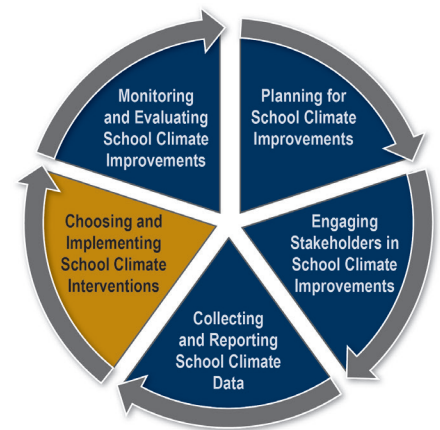 Planning for
School Climate
Improvements
Engaging
Stakeholders in
School Climate
Improvements
Collecting
and Reporting
School Climate
Data
Choosing and
Implementing
School Climate
Interventions
Monitoring
and Evaluating
School Climate
Improvements